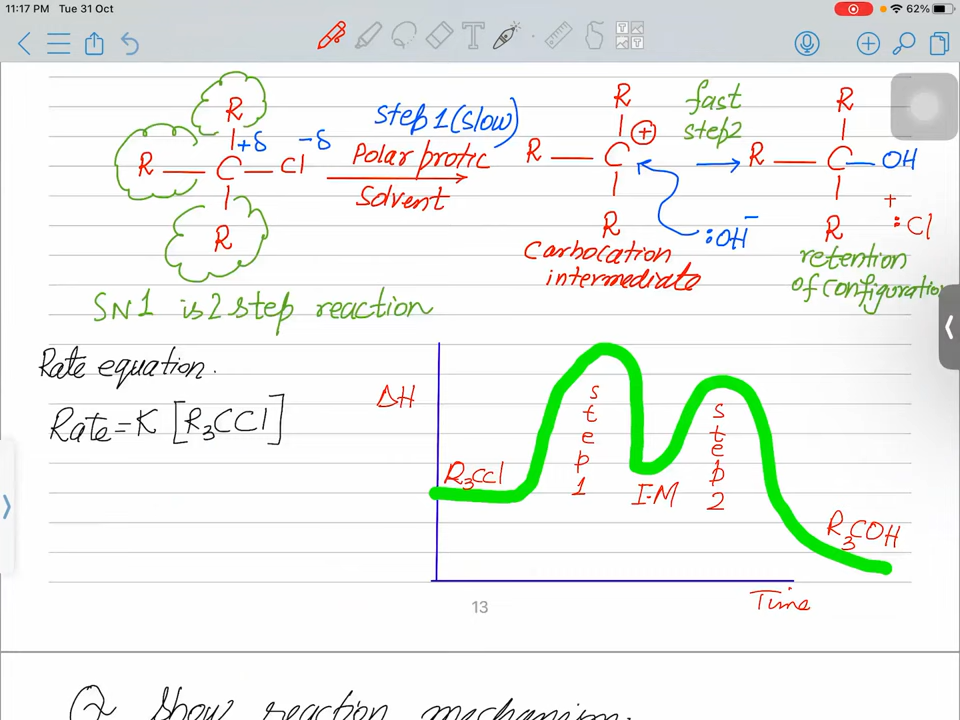 11:17 PM Tue 31 Oct
62%
T
R
+δ -δ
R — C — Cl
R
step 1 (slow)
Polar protic
Solvent
R
+
R — C
R
:OH⁻
Carbocation
intermediate
fast
step2
R
R — C — OH
R
+ :Cl
retention
of configuration
SN1 is 2 step reaction
Rate equation.
Rate = K [R₃CCl]
ΔH
R₃CCl
step 1
I-M
step 2
R₃COH
Time
13
Q Show reaction mechanism.